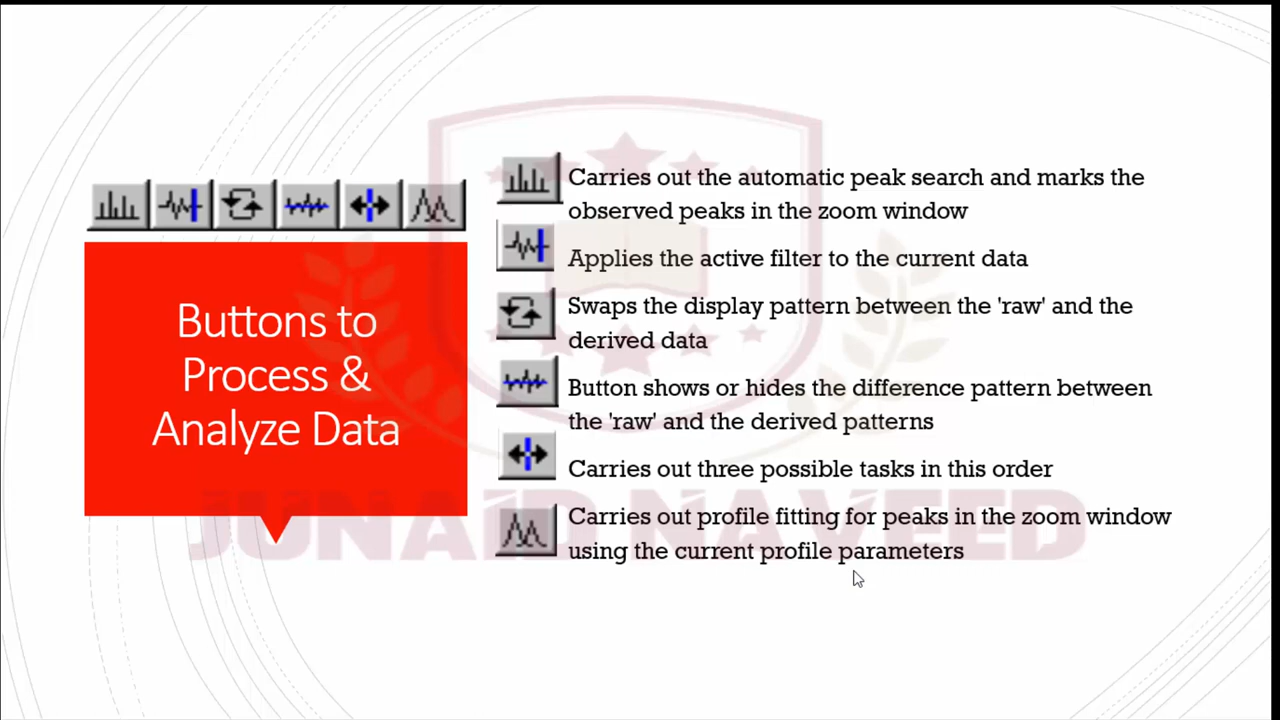 Buttons to
Process &
Analyze Data
Carries out the automatic peak search and marks the
observed peaks in the zoom window
Applies the active filter to the current data
Swaps the display pattern between the 'raw' and the
derived data
Button shows or hides the difference pattern between
the 'raw' and the derived patterns
Carries out three possible tasks in this order
Carries out profile fitting for peaks in the zoom window
using the current profile parameters
JUNAID NAVEED